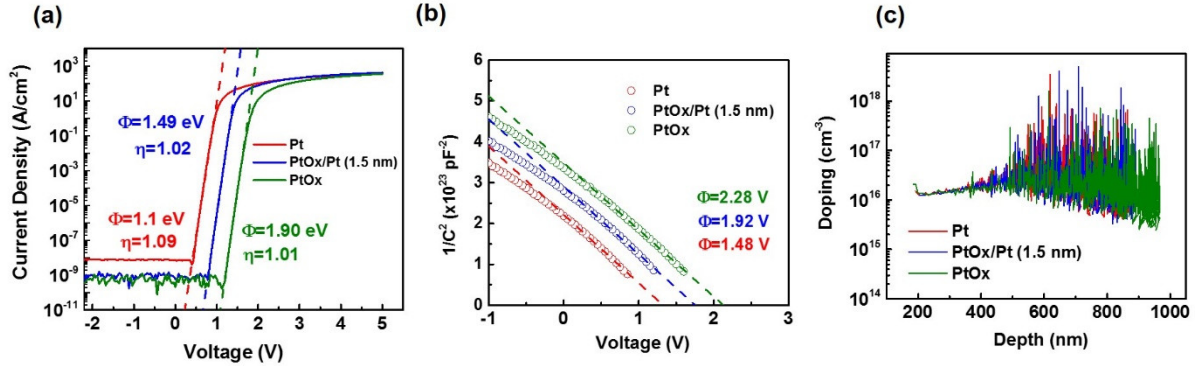 (a)
Current Density (A/cm²)
10³
10¹
10⁻¹
10⁻³
10⁻⁵
10⁻⁷
10⁻⁹
10⁻¹¹
Φ=1.49 eV
η=1.02
Pt
PtOx/Pt (1.5 nm)
PtOx
Φ=1.1 eV
η=1.09
Φ=1.90 eV
η=1.01
-2 -1 0 1 2 3 4 5
Voltage (V)
(b)
1/C² (x10²³ pF⁻²)
6
5
4
3
2
1
0
Pt
PtOx/Pt (1.5 nm)
PtOx
Φ=2.28 V
Φ=1.92 V
Φ=1.48 V
-1 0 1 2 3
Voltage (V)
(c)
Doping (cm⁻³)
10¹⁸
10¹⁷
10¹⁶
10¹⁵
10¹⁴
Pt
PtOx/Pt (1.5 nm)
PtOx
200 400 600 800 1000
Depth (nm)